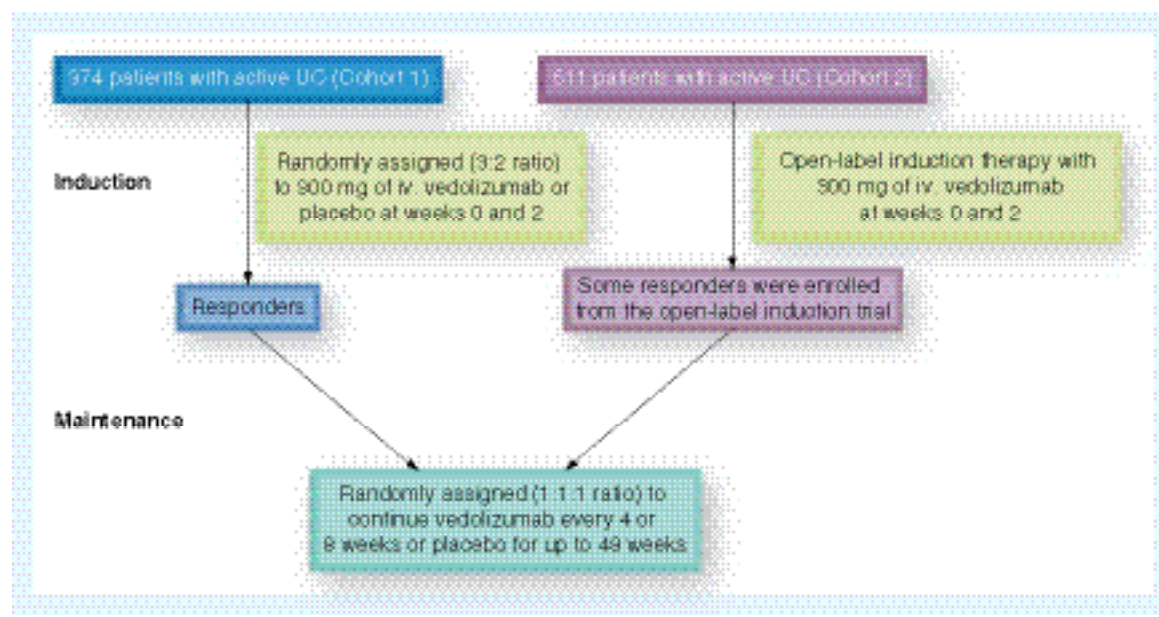 patients with active UC (Cohort 1)
patients with active UC (Cohort 2)
Randomly assigned (3:2 ratio)
to mg of iv. vedolizumab or
placebo at weeks 0 and 2
Open-label induction therapy with
300 mg of iv. vedolizumab
at weeks 0 and 2
Induction
Responders
Some responders were enrolled
from the open-label induction trial
Maintenance
Randomly assigned (1:1:1 ratio) to
continue vedolizumab every 4 or
8 weeks or placebo for up to weeks